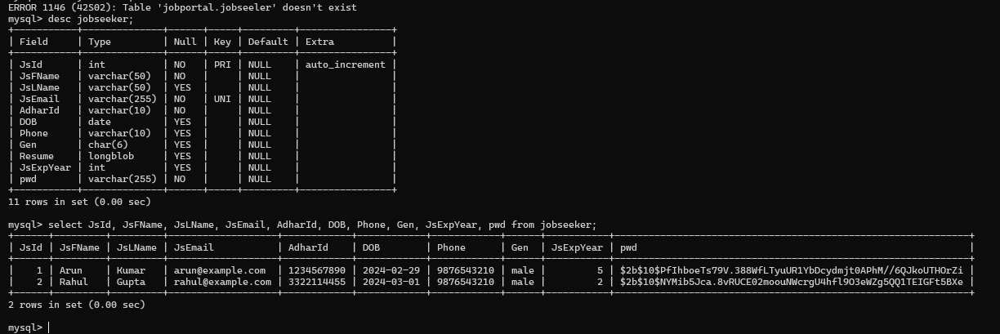 ERROR 1146 (42S02): Table 'jobportal.jobseeler' doesn't exist
mysql> desc jobseeker;
+-----------+--------------+------+-----+---------+----------------+
| Field     | Type         | Null | Key | Default | Extra          |
+-----------+--------------+------+-----+---------+----------------+
| JsId      | int          | NO   | PRI | NULL    | auto_increment |
| JsFName   | varchar(50)  | NO   |     | NULL    |                |
| JsLName   | varchar(50)  | YES  |     | NULL    |                |
| JsEmail   | varchar(255) | NO   | UNI | NULL    |                |
| AdharId   | varchar(10)  | NO   |     | NULL    |                |
| DOB       | date         | YES  |     | NULL    |                |
| Phone     | varchar(10)  | YES  |     | NULL    |                |
| Gen       | char(6)      | YES  |     | NULL    |                |
| Resume    | longblob     | YES  |     | NULL    |                |
| JsExpYear | int          | YES  |     | NULL    |                |
| pwd       | varchar(255) | NO   |     | NULL    |                |
+-----------+--------------+------+-----+---------+----------------+
11 rows in set (0.00 sec)
mysql> select JsId, JsFName, JsLName, JsEmail, AdharId, DOB, Phone, Gen, JsExpYear, pwd from jobseeker;
+------+---------+---------+-------------------+------------+------------+------------+------+-----------+--------------------------------------------------------------+
| JsId | JsFName | JsLName | JsEmail           | AdharId    | DOB        | Phone      | Gen  | JsExpYear | pwd                                                          |
+------+---------+---------+-------------------+------------+------------+------------+------+-----------+--------------------------------------------------------------+
|    1 | Arun    | Kumar   | arun@example.com  | 1234567890 | 2024-02-29 | 9876543210 | male |         5 | $2b$10$PfIhboeTs79V.388WfLTyuUR1YbDcydmjt0APhM//6QJkoUTHOrZi |
|    2 | Rahul   | Gupta   | rahul@example.com | 3322114455 | 2024-03-01 | 9876543210 | male |         2 | $2b$10$NYMib5Jca.8vRUCE02moouNWcrgU4hfl9O3eWZg5QQ1TEIGFt5BXe |
+------+---------+---------+-------------------+------------+------------+------------+------+-----------+--------------------------------------------------------------+
2 rows in set (0.00 sec)
mysql>